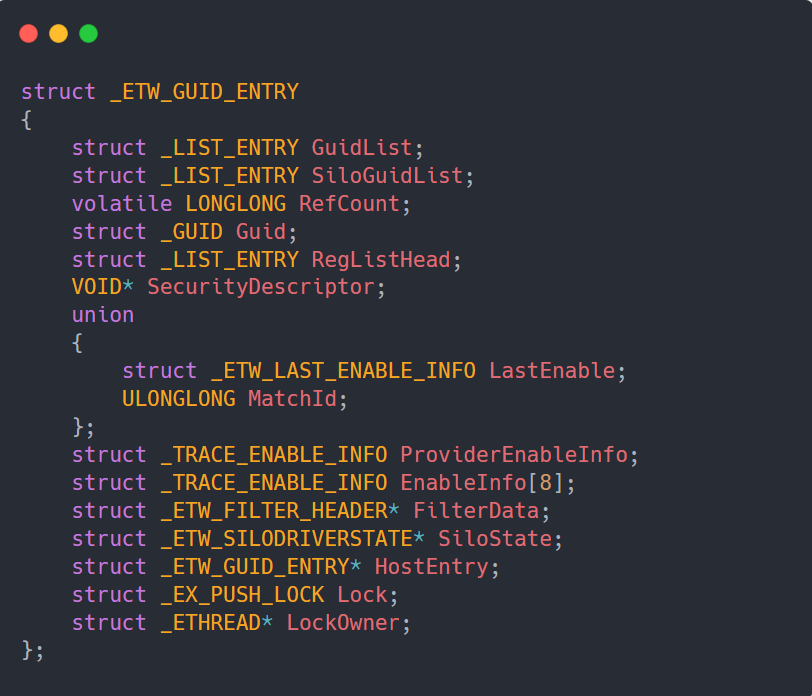 struct _ETW_GUID_ENTRY
{
    struct _LIST_ENTRY GuidList;
    struct _LIST_ENTRY SiloGuidList;
    volatile LONGLONG RefCount;
    struct _GUID Guid;
    struct _LIST_ENTRY RegListHead;
    VOID* SecurityDescriptor;
    union
    {
        struct _ETW_LAST_ENABLE_INFO LastEnable;
        ULONGLONG MatchId;
    };
    struct _TRACE_ENABLE_INFO ProviderEnableInfo;
    struct _TRACE_ENABLE_INFO EnableInfo[8];
    struct _ETW_FILTER_HEADER* FilterData;
    struct _ETW_SILODRIVERSTATE* SiloState;
    struct _ETW_GUID_ENTRY* HostEntry;
    struct _EX_PUSH_LOCK Lock;
    struct _ETHREAD* LockOwner;
};